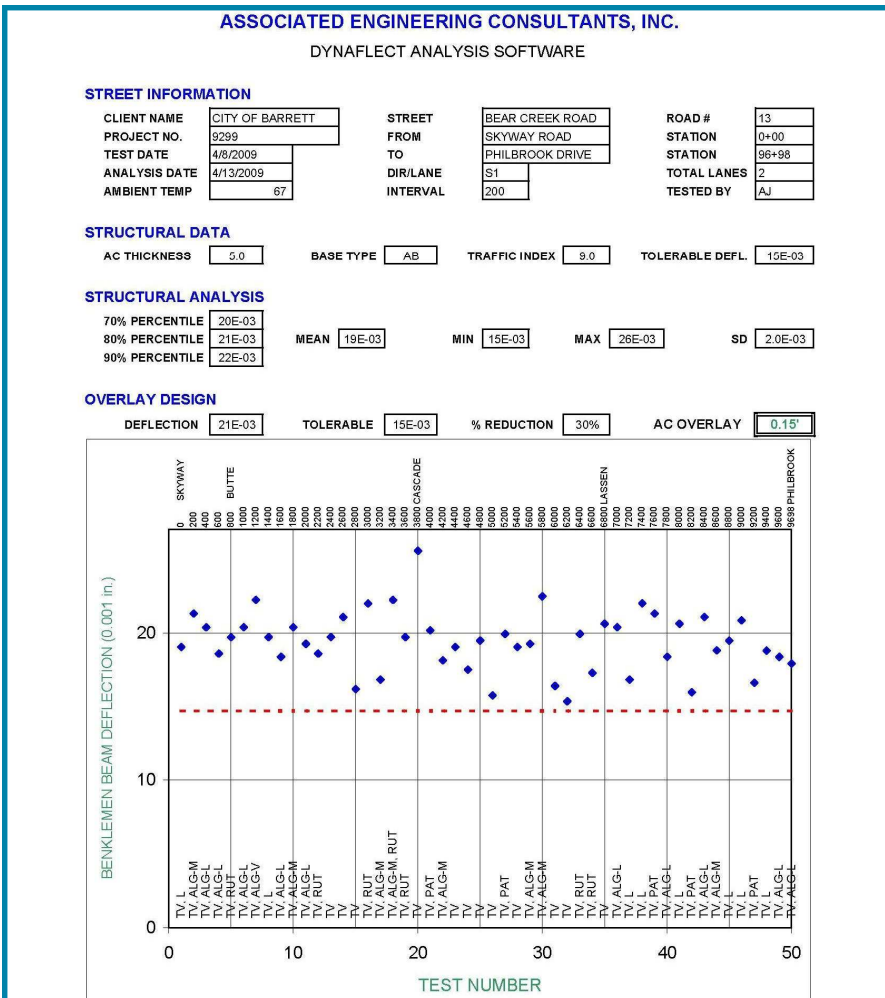 ASSOCIATED ENGINEERING CONSULTANTS, INC.
DYNAFLECT ANALYSIS SOFTWARE
STREET INFORMATION
CLIENT NAME CITY OF BARRETT STREET BEAR CREEK ROAD ROAD # 13
PROJECT NO. 9299 FROM SKYWAY ROAD STATION 0+00
TEST DATE 4/8/2009 TO PHILBROOK DRIVE STATION 96+98
ANALYSIS DATE 4/13/2009 DIR/LANE S1 TOTAL LANES 2
AMBIENT TEMP 67 INTERVAL 200 TESTED BY AJ
STRUCTURAL DATA
AC THICKNESS 5.0 BASE TYPE AB TRAFFIC INDEX 9.0 TOLERABLE DEFL. 15E-03
STRUCTURAL ANALYSIS
70% PERCENTILE 20E-03
80% PERCENTILE 21E-03 MEAN 19E-03 MIN 15E-03 MAX 26E-03 SD 2.0E-03
90% PERCENTILE 22E-03
OVERLAY DESIGN
DEFLECTION 21E-03 TOLERABLE 15E-03 % REDUCTION 30% AC OVERLAY 0.15'
0 SKYWAY
200
400
600
800 BUTTE
1000
1200
1400
1600
1800
2000
2200
2400
2600
2800
3000
3200
3400
3600
3800 CASCADE
4000
4200
4400
4600
4800
5000
5200
5400
5600
5800
6000
6200
6400
6600
6800 LASSEN
7000
7200
7400
7600
7800
8000
8200
8400
8600
8800
9000
9200
9400
9600
9698 PHILBROOK
BENKLEMEN BEAM DEFLECTION (0.001 in.)
20
10
0
TV, L
TV, ALG-M
TV, ALG-L
TV, ALG-L
TV, RUT
TV, ALG-L
TV, ALG-V
TV, L
TV, ALG-L
TV, ALG-M
TV, ALG-L
TV, RUT
TV
TV
TV
TV, RUT
TV, ALG-M
TV, ALG-M, RUT
TV, RUT
TV
TV, PAT
TV, ALG-M
TV
TV
TV
TV
TV, PAT
TV
TV, ALG-M
TV, ALG-M
TV
TV
TV, RUT
TV, RUT
TV
TV, ALG-L
TV, L
TV, L
TV, PAT
TV, ALG-L
TV, L
TV, PAT
TV, ALG-L
TV, ALG-M
TV, L
TV, L
TV, PAT
TV, L
TV, ALG-L
TV, ALG-L
0 10 20 30 40 50
TEST NUMBER